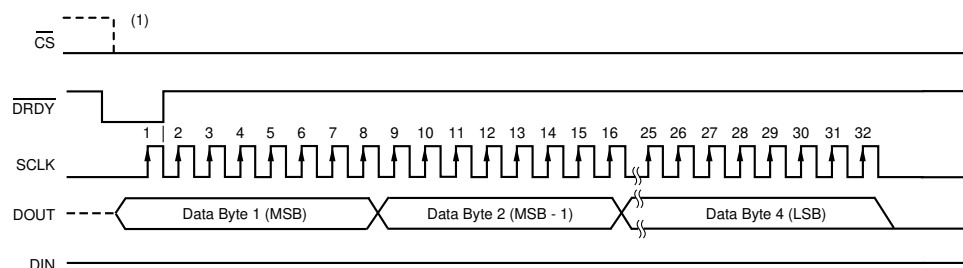 (1)
CS
DRDY
1 2 3 4 5 6 7 8 9 10 11 12 13 14 15 16 25 26 27 28 29 30 31 32
SCLK
DOUT Data Byte 1 (MSB) Data Byte 2 (MSB - 1) Data Byte 4 (LSB)
DIN